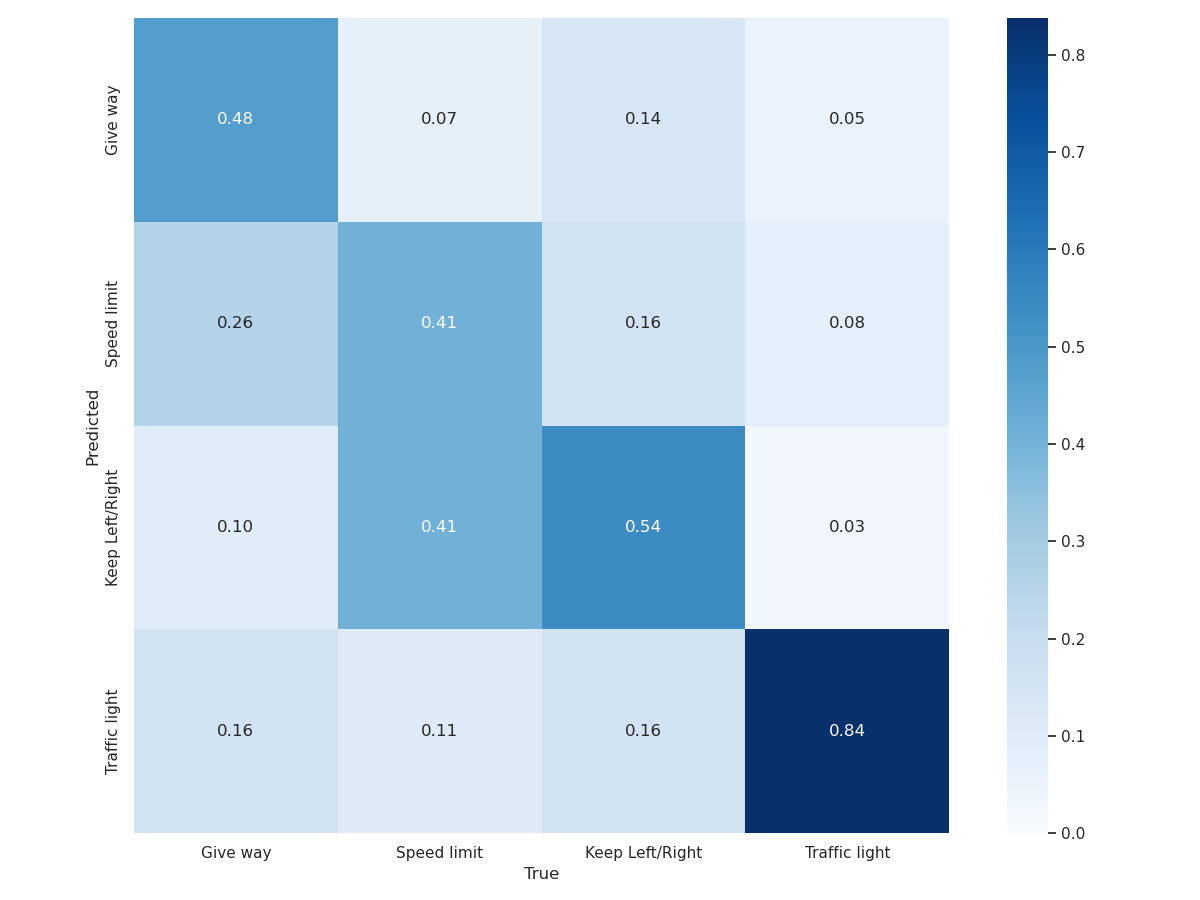 Predicted
Give way
0.48 0.07 0.14 0.05
Speed limit
0.26 0.41 0.16 0.08
Keep Left/Right
0.10 0.41 0.54 0.03
Traffic light
0.16 0.11 0.16 0.84
Give way Speed limit Keep Left/Right Traffic light
True
0.8
0.7
0.6
0.5
0.4
0.3
0.2
0.1
0.0